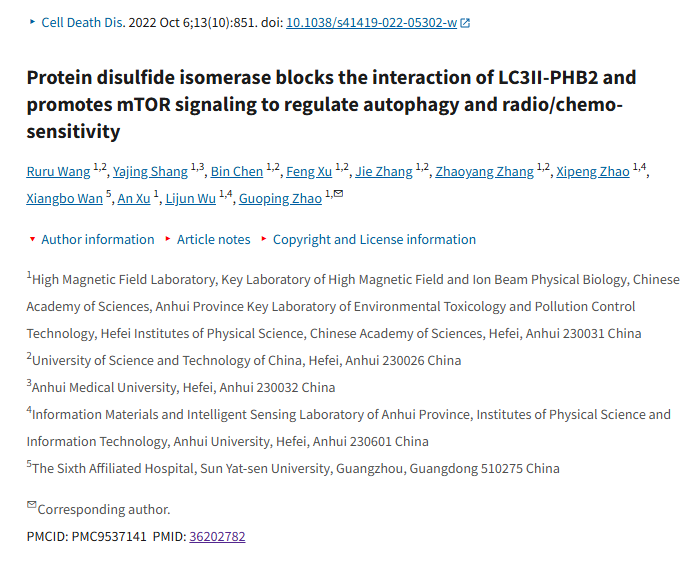 Cell Death Dis. 2022 Oct 6;13(10):851. doi: 10.1038/s41419-022-05302-w
Protein disulfide isomerase blocks the interaction of LC3II-PHB2 and
promotes mTOR signaling to regulate autophagy and radio/chemo-
sensitivity
Ruru Wang 1,2, Yajing Shang 1,3, Bin Chen 1,2, Feng Xu 1,2, Jie Zhang 1,2, Zhaoyang Zhang 1,2, Xipeng Zhao 1,4,
Xiangbo Wan 5, An Xu 1, Lijun Wu 1,4, Guoping Zhao 1,✉
Author information Article notes Copyright and License information
1High Magnetic Field Laboratory, Key Laboratory of High Magnetic Field and Ion Beam Physical Biology, Chinese
Academy of Sciences, Anhui Province Key Laboratory of Environmental Toxicology and Pollution Control
Technology, Hefei Institutes of Physical Science, Chinese Academy of Sciences, Hefei, Anhui 230031 China
2University of Science and Technology of China, Hefei, Anhui 230026 China
3Anhui Medical University, Hefei, Anhui 230032 China
4Information Materials and Intelligent Sensing Laboratory of Anhui Province, Institutes of Physical Science and
Information Technology, Anhui University, Hefei, Anhui 230601 China
5The Sixth Affiliated Hospital, Sun Yat-sen University, Guangzhou, Guangdong 510275 China
✉Corresponding author.
PMCID: PMC9537141 PMID: 36202782